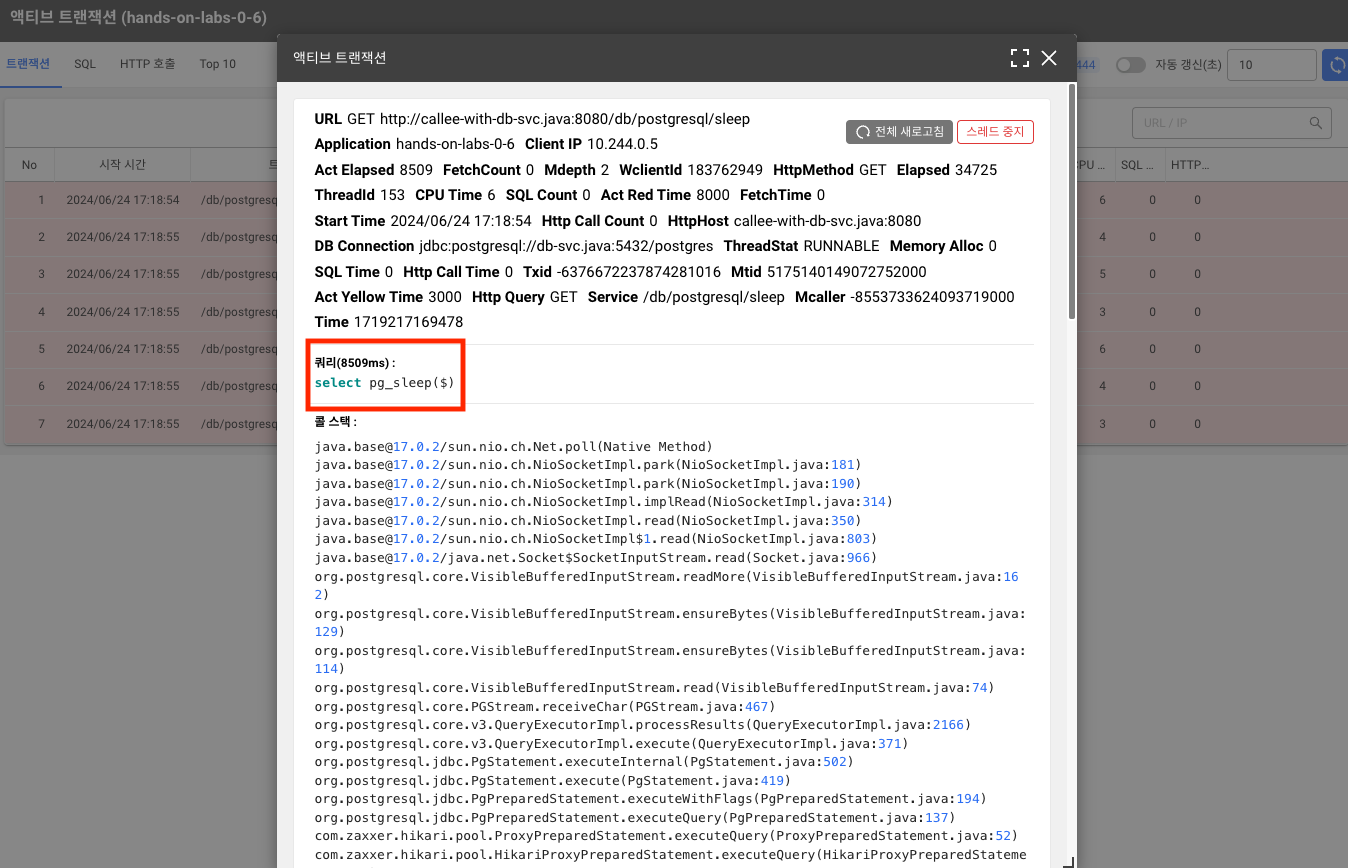 액티브 트랜잭션 (hands-on-labs-0-6)
트랜잭션 SQL HTTP 호출 Top 10
444 자동 갱신(초) 10
URL / IP
No 시작 시간 CPU ... SQL ... HTTP...
1 2024/06/24 17:18:54 /db/postgresq 6 0 0
2 2024/06/24 17:18:55 /db/postgresq 4 0 0
3 2024/06/24 17:18:55 /db/postgresq 5 0 0
4 2024/06/24 17:18:55 /db/postgresq 3 0 0
5 2024/06/24 17:18:55 /db/postgresq 6 0 0
6 2024/06/24 17:18:55 /db/postgresq 4 0 0
7 2024/06/24 17:18:55 /db/postgresq 3 0 0
액티브 트랜잭션
URL GET http://callee-with-db-svc.java:8080/db/postgresql/sleep
전체 새로고침 스레드 중지
Application hands-on-labs-0-6 Client IP 10.244.0.5
Act Elapsed 8509 FetchCount 0 Mdepth 2 WclientId 183762949 HttpMethod GET Elapsed 34725
ThreadId 153 CPU Time 6 SQL Count 0 Act Red Time 8000 FetchTime 0
Start Time 2024/06/24 17:18:54 Http Call Count 0 HttpHost callee-with-db-svc.java:8080
DB Connection jdbc:postgresql://db-svc.java:5432/postgres ThreadStat RUNNABLE Memory Alloc 0
SQL Time 0 Http Call Time 0 Txid -6376672237874281016 Mtid 5175140149072752000
Act Yellow Time 3000 Http Query GET Service /db/postgresql/sleep Mcaller -8553733624093719000
Time 1719217169478
쿼리(8509ms) :
select pg_sleep($)
콜 스택 :
java.base@17.0.2/sun.nio.ch.Net.poll(Native Method)
java.base@17.0.2/sun.nio.ch.NioSocketImpl.park(NioSocketImpl.java:181)
java.base@17.0.2/sun.nio.ch.NioSocketImpl.park(NioSocketImpl.java:190)
java.base@17.0.2/sun.nio.ch.NioSocketImpl.implRead(NioSocketImpl.java:314)
java.base@17.0.2/sun.nio.ch.NioSocketImpl.read(NioSocketImpl.java:350)
java.base@17.0.2/sun.nio.ch.NioSocketImpl$1.read(NioSocketImpl.java:803)
java.base@17.0.2/java.net.Socket$SocketInputStream.read(Socket.java:966)
org.postgresql.core.VisibleBufferedInputStream.readMore(VisibleBufferedInputStream.java:16
2)
org.postgresql.core.VisibleBufferedInputStream.ensureBytes(VisibleBufferedInputStream.java:
129)
org.postgresql.core.VisibleBufferedInputStream.ensureBytes(VisibleBufferedInputStream.java:
114)
org.postgresql.core.VisibleBufferedInputStream.read(VisibleBufferedInputStream.java:74)
org.postgresql.core.PGStream.receiveChar(PGStream.java:467)
org.postgresql.core.v3.QueryExecutorImpl.processResults(QueryExecutorImpl.java:2166)
org.postgresql.core.v3.QueryExecutorImpl.execute(QueryExecutorImpl.java:371)
org.postgresql.jdbc.PgStatement.executeInternal(PgStatement.java:502)
org.postgresql.jdbc.PgStatement.execute(PgStatement.java:419)
org.postgresql.jdbc.PgPreparedStatement.executeWithFlags(PgPreparedStatement.java:194)
org.postgresql.jdbc.PgPreparedStatement.executeQuery(PgPreparedStatement.java:137)
com.zaxxer.hikari.pool.ProxyPreparedStatement.executeQuery(ProxyPreparedStatement.java:52)
com.zaxxer.hikari.pool.HikariProxyPreparedStatement.executeQuery(HikariProxyPreparedStateme